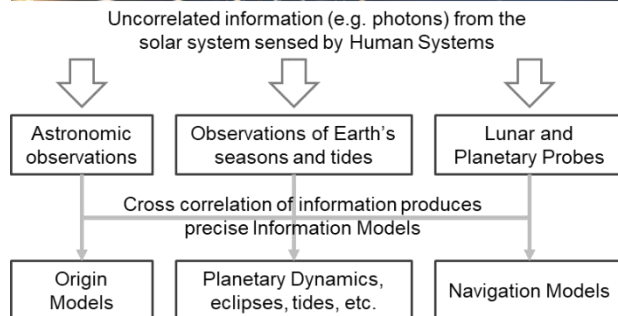 Uncorrelated information (e.g. photons) from the
solar system sensed by Human Systems
Astronomic
observations
Observations of Earth's
seasons and tides
Lunar and
Planetary Probes
Cross correlation of information produces
precise Information Models
Origin
Models
Planetary Dynamics,
eclipses, tides, etc.
Navigation Models